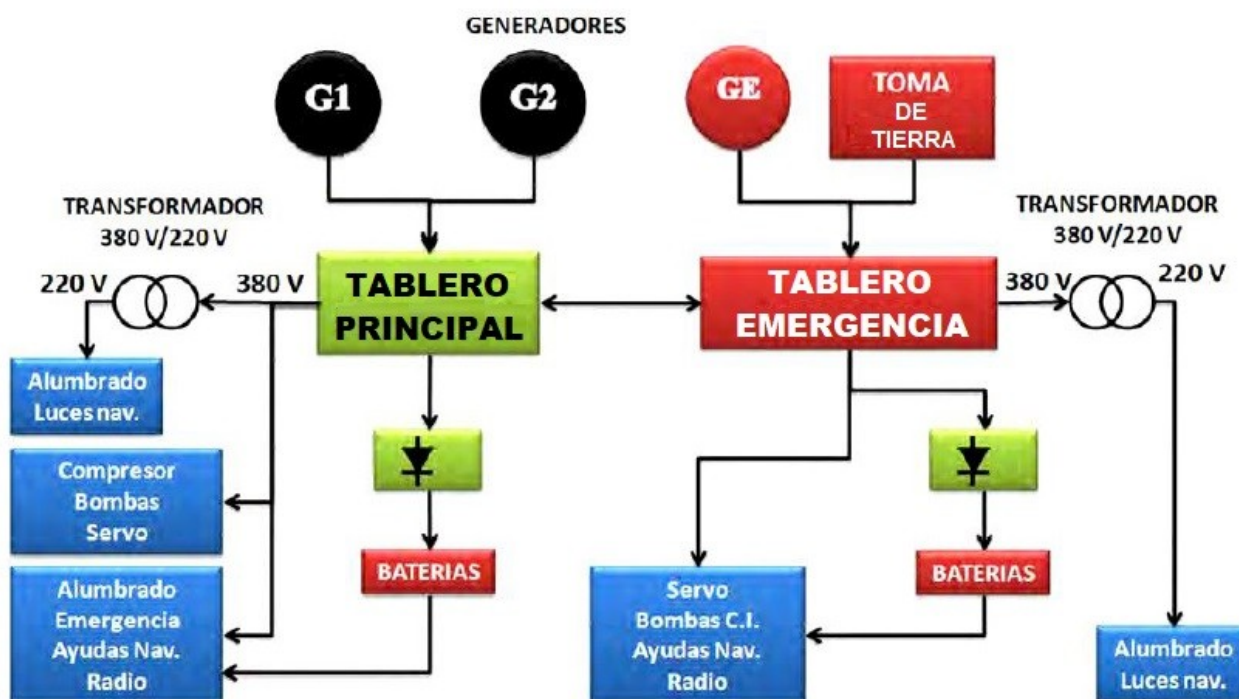 GENERADORES
G1
G2
GE
TOMA
DE
TIERRA
TRANSFORMADOR
380 V/220 V
TRANSFORMADOR
380 V/220 V
220 V
380 V
TABLERO
PRINCIPAL
TABLERO
EMERGENCIA
380 V
220 V
Alumbrado
Luces nav.
Compresor
Bombas
Servo
Alumbrado
Emergencia
Ayudas Nav.
Radio
BATERIAS
Servo
Bombas C.I.
Ayudas Nav.
Radio
BATERIAS
Alumbrado
Luces nav.